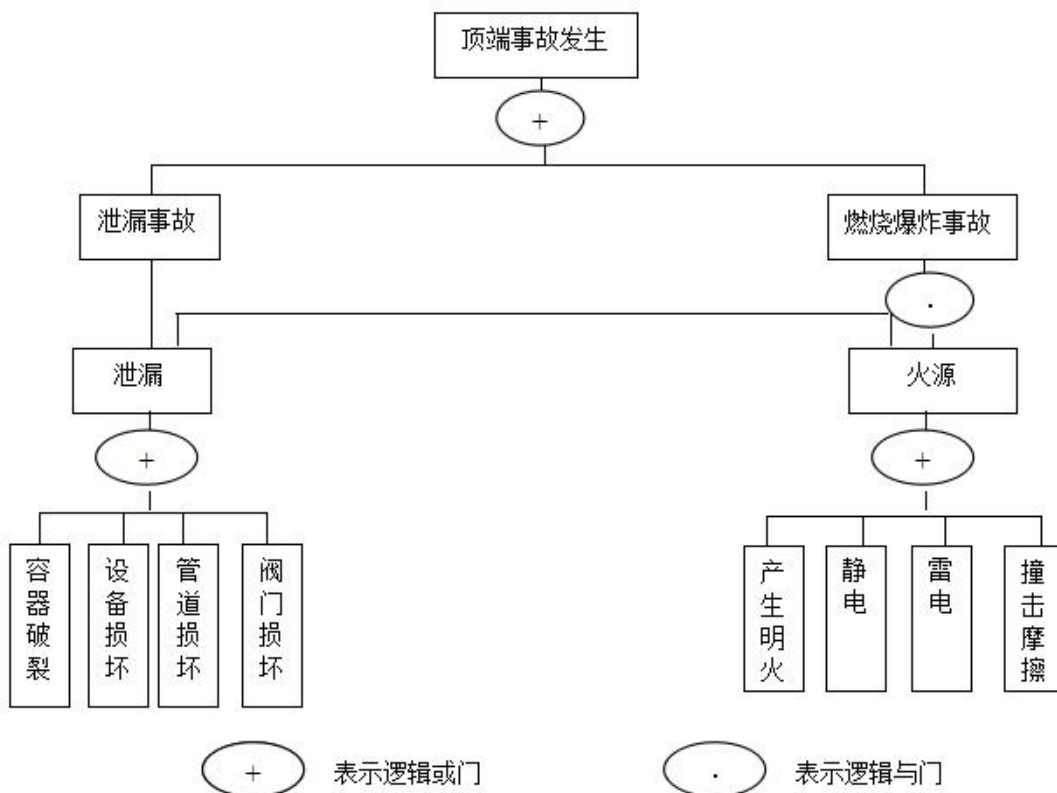 顶端事故发生
+
泄漏事故
燃烧爆炸事故
.
泄漏
火源
+
+
容器破裂
设备损坏
管道损坏
阀门损坏
产生明火
静电
雷电
撞击摩擦
+
表示逻辑或门
.
表示逻辑与门